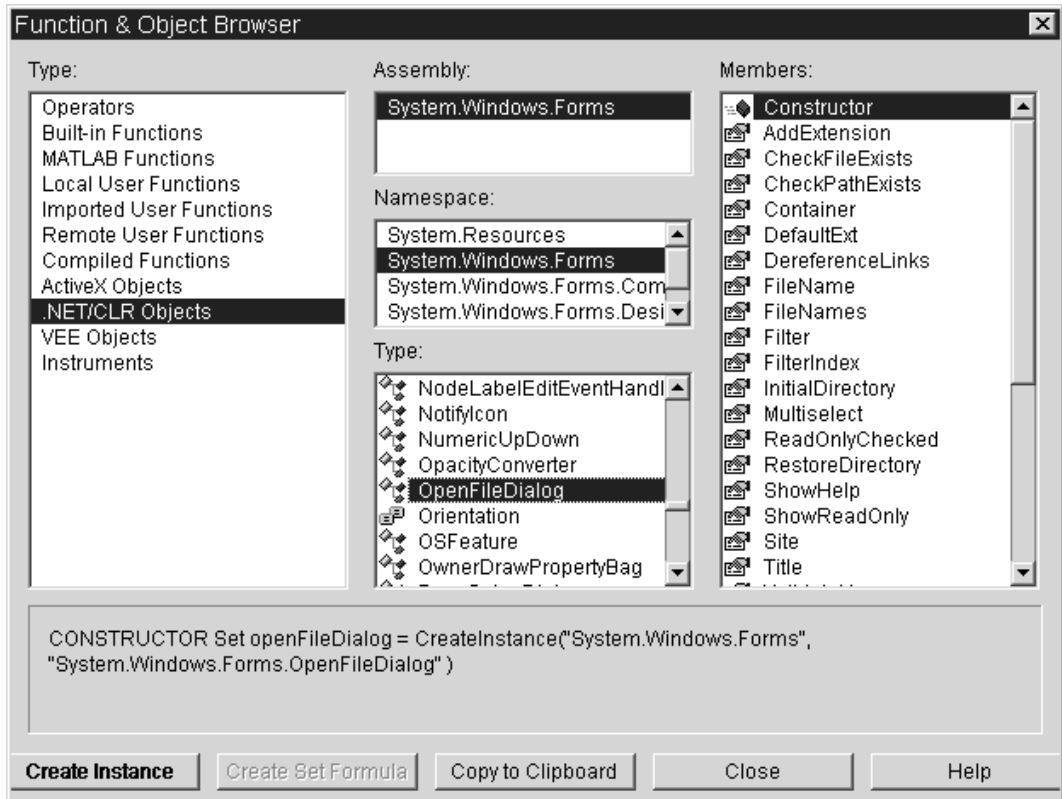 Function & Object Browser
Type:
Operators
Built-in Functions
MATLAB Functions
Local User Functions
Imported User Functions
Remote User Functions
Compiled Functions
ActiveX Objects
.NET/CLR Objects
VEE Objects
Instruments
Assembly:
System.Windows.Forms
Namespace:
System.Resources
System.Windows.Forms
System.Windows.Forms.Com
System.Windows.Forms.Desi
Type:
NodeLabelEditEventHandl
NotifyIcon
NumericUpDown
OpacityConverter
OpenFileDialog
Orientation
OSFeature
OwnerDrawPropertyBag
Members:
Constructor
AddExtension
CheckFileExists
CheckPathExists
Container
DefaultExt
DereferenceLinks
FileName
FileNames
Filter
FilterIndex
InitialDirectory
Multiselect
ReadOnlyChecked
RestoreDirectory
ShowHelp
ShowReadOnly
Site
Title
CONSTRUCTOR Set openFileDialog = CreateInstance("System.Windows.Forms",
"System.Windows.Forms.OpenFileDialog" )
Create Instance
Create Set Formula
Copy to Clipboard
Close
Help